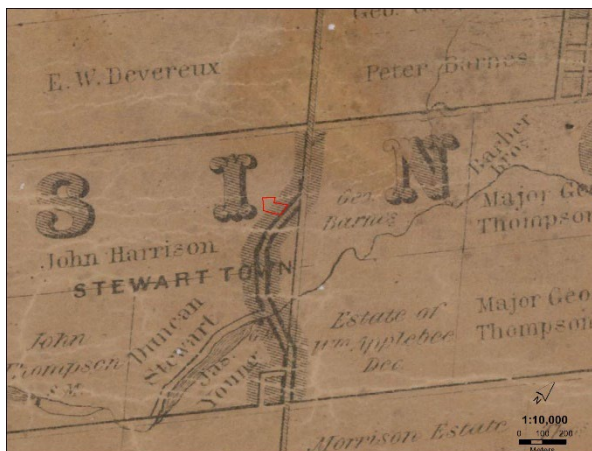 Geo.
E. W. Devereux
Peter Barnes
S I N
Barber
Bros.
Geo.
Barnes
Major Geo
Thompson
John Harrison
STEWART TOWN
Duncan
Stewart
Jas.
Young
John
Thompson
S. M.
Estate of
Wm Applebee
Dec.
Major Geo
Thompson
Morrison Estate
1:10,000
0 100 200
Meters